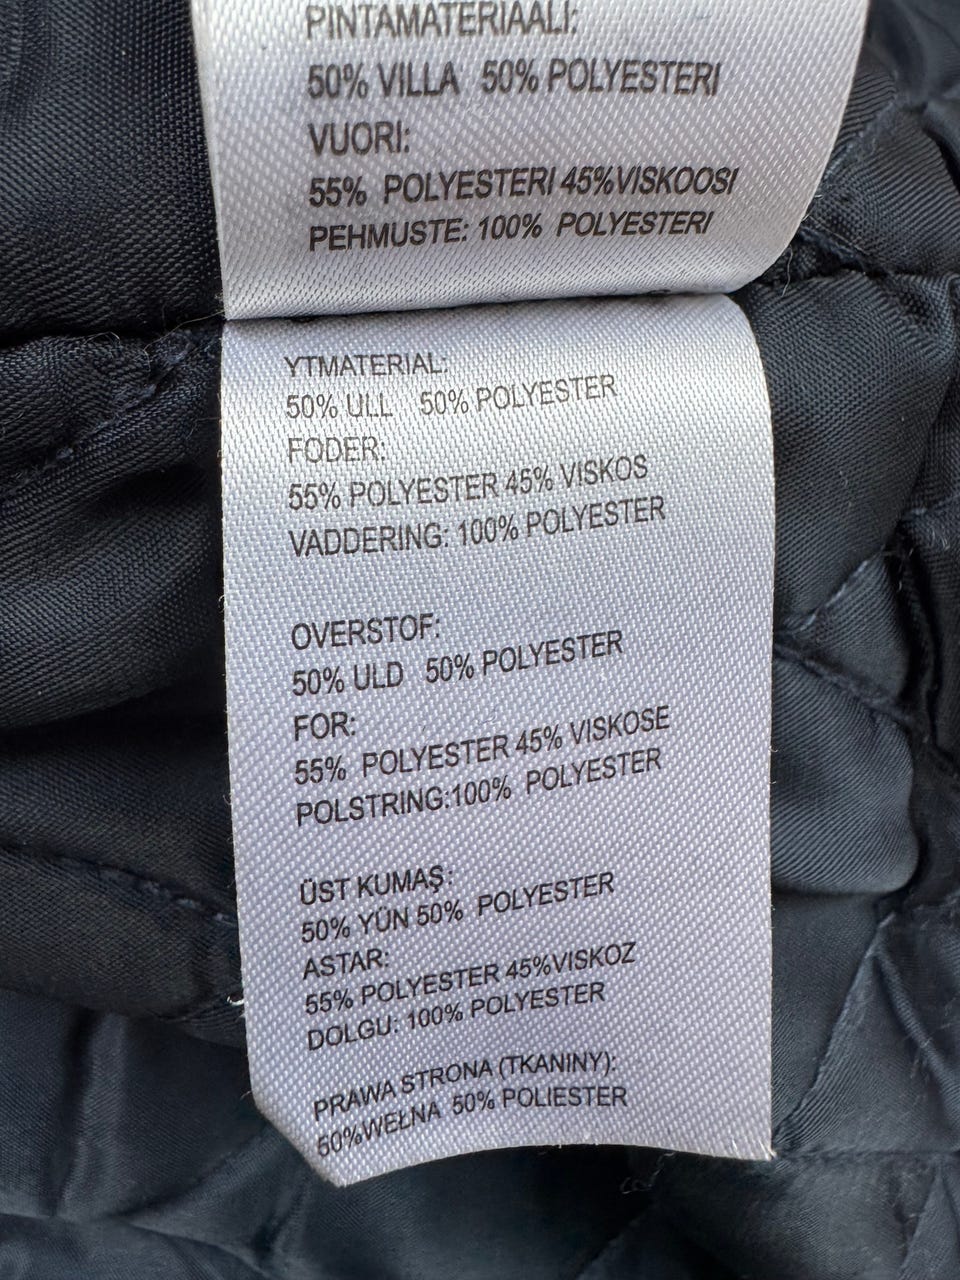 PINTAMATERIAALI:
50% VILLA 50% POLYESTERI
VUORI:
55% POLYESTERI 45%VISKOOSI
PEHMUSTE: 100% POLYESTERI
YTMATERIAL:
50% ULL 50% POLYESTER
FODER:
55% POLYESTER 45% VISKOS
VADDERING: 100% POLYESTER
OVERSTOF:
50% ULD 50% POLYESTER
FOR:
55% POLYESTER 45% VISKOSE
POLSTRING:100% POLYESTER
ÜST KUMAŞ:
50% YÜN 50% POLYESTER
ASTAR:
55% POLYESTER 45%VISKOZ
DOLGU: 100% POLYESTER
PRAWA STRONA (TKANINY):
50%WEŁNA 50% POLIESTER